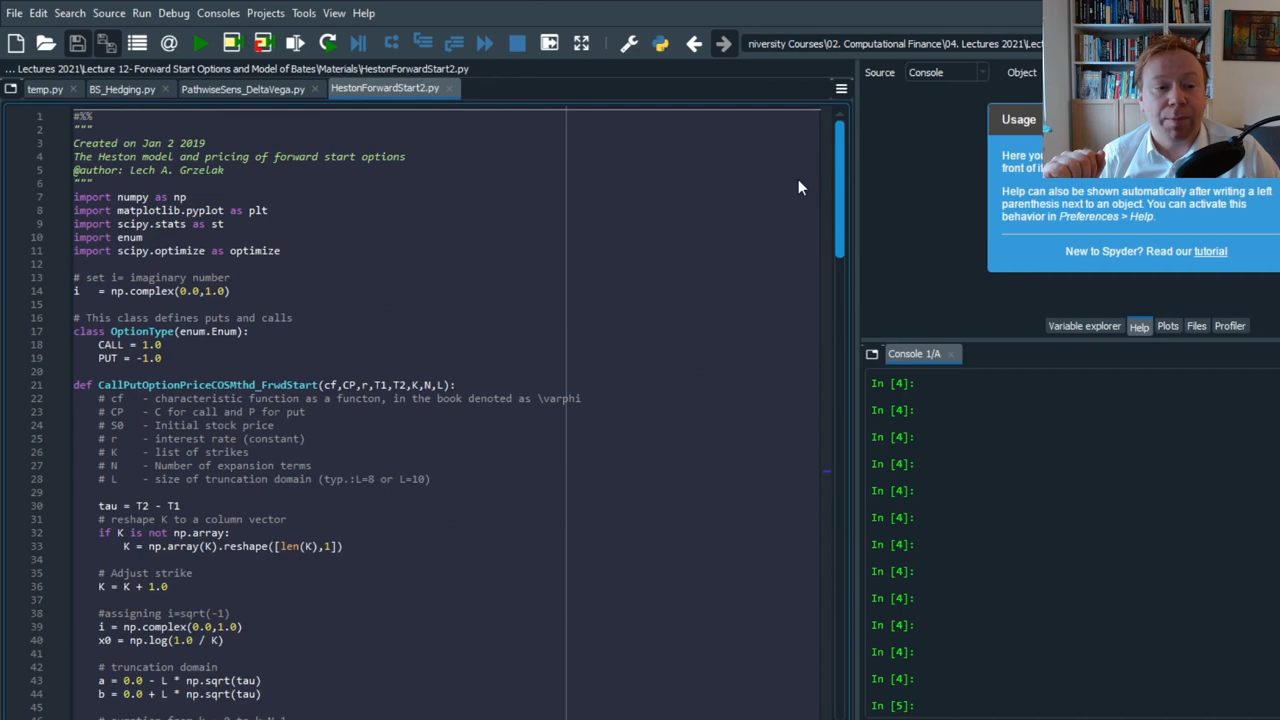 File Edit Search Source Run Debug Consoles Projects Tools View Help
niversity Courses\02. Computational Finance\04. Lectures 2021\Lec
... Lectures 2021\Lecture 12- Forward Start Options and Model of Bates\Materials\HestonForwardStart2.py
Source Console Object
temp.py BS_Hedging.py PathwiseSens_DeltaVega.py HestonForwardStart2.py
1 #%%
2 """
3 Created on Jan 2 2019
4 The Heston model and pricing of forward start options
5 @author: Lech A. Grzelak
6 """
7 import numpy as np
8 import matplotlib.pyplot as plt
9 import scipy.stats as st
10 import enum
11 import scipy.optimize as optimize
12
13 # set i= imaginary number
14 i   = np.complex(0.0,1.0)
15
16 # This class defines puts and calls
17 class OptionType(enum.Enum):
18     CALL = 1.0
19     PUT = -1.0
20
21 def CallPutOptionPriceCOSMthd_FrwdStart(cf,CP,r,T1,T2,K,N,L):
22     # cf   - characteristic function as a functon, in the book denoted as \varphi
23     # CP   - C for call and P for put
24     # S0   - Initial stock price
25     # r    - interest rate (constant)
26     # K    - list of strikes
27     # N    - Number of expansion terms
28     # L    - size of truncation domain (typ.:L=8 or L=10)
29
30     tau = T2 - T1
31     # reshape K to a column vector
32     if K is not np.array:
33         K = np.array(K).reshape([len(K),1])
34
35     # Adjust strike
36     K = K + 1.0
37
38     #assigning i=sqrt(-1)
39     i = np.complex(0.0,1.0)
40     x0 = np.log(1.0 / K)
41
42     # truncation domain
43     a = 0.0 - L * np.sqrt(tau)
44     b = 0.0 + L * np.sqrt(tau)
45
Usage
Here you
front of it
Help can also be shown automatically after writing a left
parenthesis next to an object. You can activate this
behavior in Preferences > Help.
New to Spyder? Read our tutorial
Variable explorer Help Plots Files Profiler
Console 1/A
In [4]:
In [4]:
In [4]:
In [4]:
In [4]:
In [4]:
In [4]:
In [4]:
In [4]:
In [4]:
In [4]:
In [4]:
In [5]: